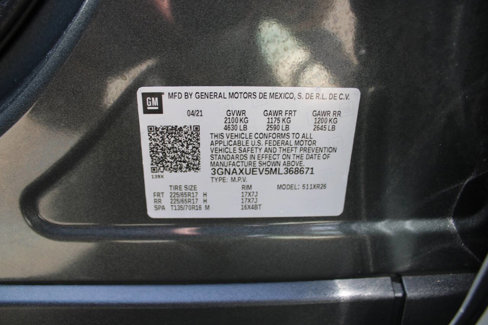 GM
MFD BY GENERAL MOTORS DE MEXICO, S. DE R.L. DE C.V.
04/21 GVWR GAWR FRT GAWR RR
2100 KG 1175 KG 1200 KG
4630 LB 2590 LB 2645 LB
THIS VEHICLE CONFORMS TO ALL
APPLICABLE U.S. FEDERAL MOTOR
VEHICLE SAFETY AND THEFT PREVENTION
STANDARDS IN EFFECT ON THE DATE OF
MANUFACTURE SHOWN ABOVE.
3GNAXUEV5ML368671
TYPE: M.P.V.
TIRE SIZE RIM MODEL: 511XR26
FRT 225/65R17 H 17X7J
RR 225/65R17 H 17X7J
SPA T135/70R16 M 16X4BT